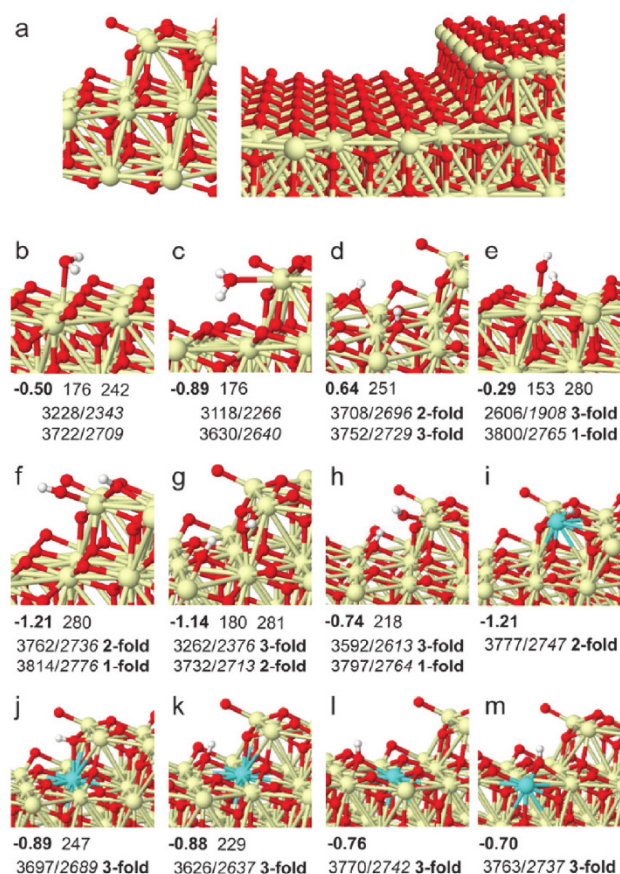 a
b
c
d
e
-0.50 176 242
-0.89 176
0.64 251
-0.29 153 280
3228/2343
3118/2266
3708/2696 2-fold
2606/1908 3-fold
3722/2709
3630/2640
3752/2729 3-fold
3800/2765 1-fold
f
g
h
i
-1.21 280
-1.14 180 281
-0.74 218
-1.21
3762/2736 2-fold
3262/2376 3-fold
3592/2613 3-fold
3777/2747 2-fold
3814/2776 1-fold
3732/2713 2-fold
3797/2764 1-fold
j
k
l
m
-0.89 247
-0.88 229
-0.76
-0.70
3697/2689 3-fold
3626/2637 3-fold
3770/2742 3-fold
3763/2737 3-fold